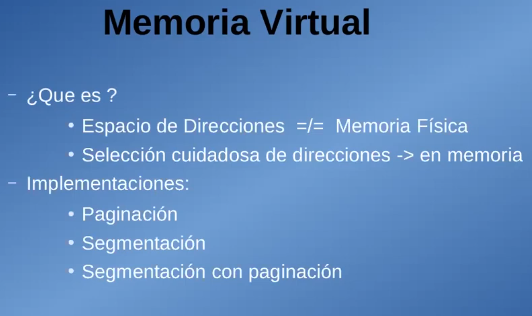 Memoria Virtual
– ¿Que es ?
• Espacio de Direcciones =/= Memoria Física
• Selección cuidadosa de direcciones -> en memoria
– Implementaciones:
• Paginación
• Segmentación
• Segmentación con paginación